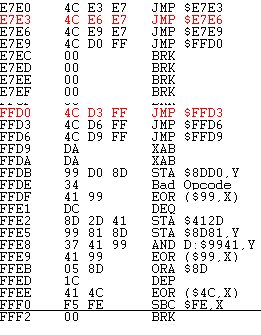 E7E0 4C E3 E7 JMP $E7E3
E7E3 4C E6 E7 JMP $E7E6
E7E6 4C E9 E7 JMP $E7E9
E7E9 4C D0 FF JMP $FFD0
E7EC 00 BRK
E7ED 00 BRK
E7EE 00 BRK
E7EF 00 BRK
FFD0 4C D3 FF JMP $FFD3
FFD3 4C D6 FF JMP $FFD6
FFD6 4C D9 FF JMP $FFD9
FFD9 DA XAB
FFDA DA XAB
FFDB 99 D0 8D STA $8DD0,Y
FFDE 34 Bad Opcode
FFDF 41 99 EOR ($99,X)
FFE1 DC DEQ
FFE2 8D 2D 41 STA $412D
FFE5 99 81 8D STA $8D81,Y
FFE8 37 41 99 AND D:$9941,Y
FFE9 41 99 EOR ($99,X)
FFEB 05 8D ORA $8D
FFED 1C DEP
FFEE 41 4C EOR ($4C,X)
FFF0 F5 FE SBC $FE,X
FFF2 00 BRK